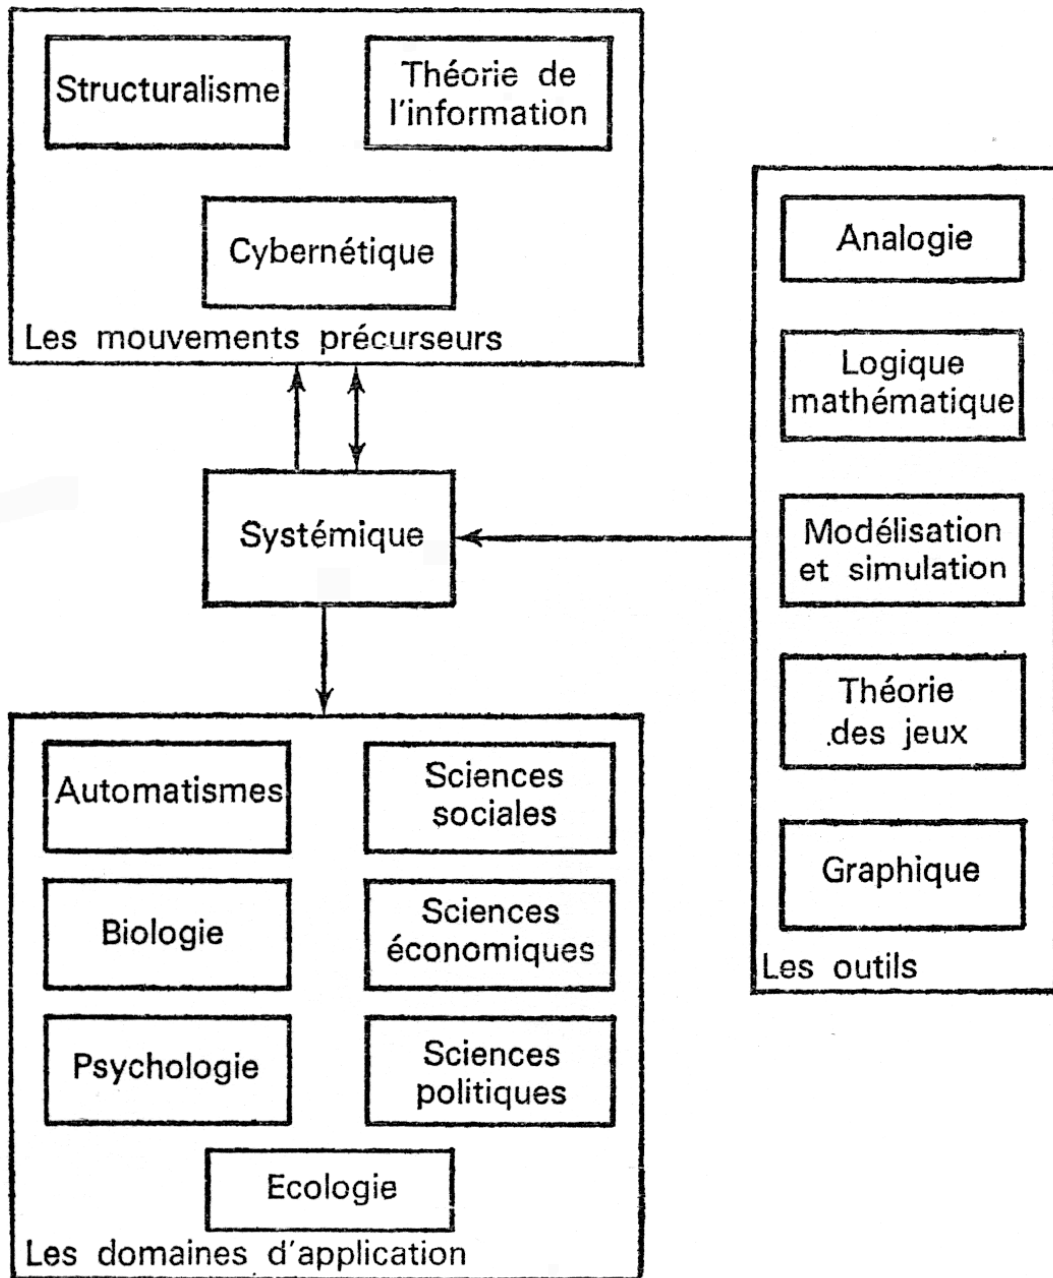 Structuralisme
Théorie de
l'information
Cybernétique
Les mouvements précurseurs
Systémique
Automatismes
Sciences
sociales
Biologie
Sciences
économiques
Psychologie
Sciences
politiques
Ecologie
Les domaines d'application
Analogie
Logique
mathématique
Modélisation
et simulation
Théorie
des jeux
Graphique
Les outils